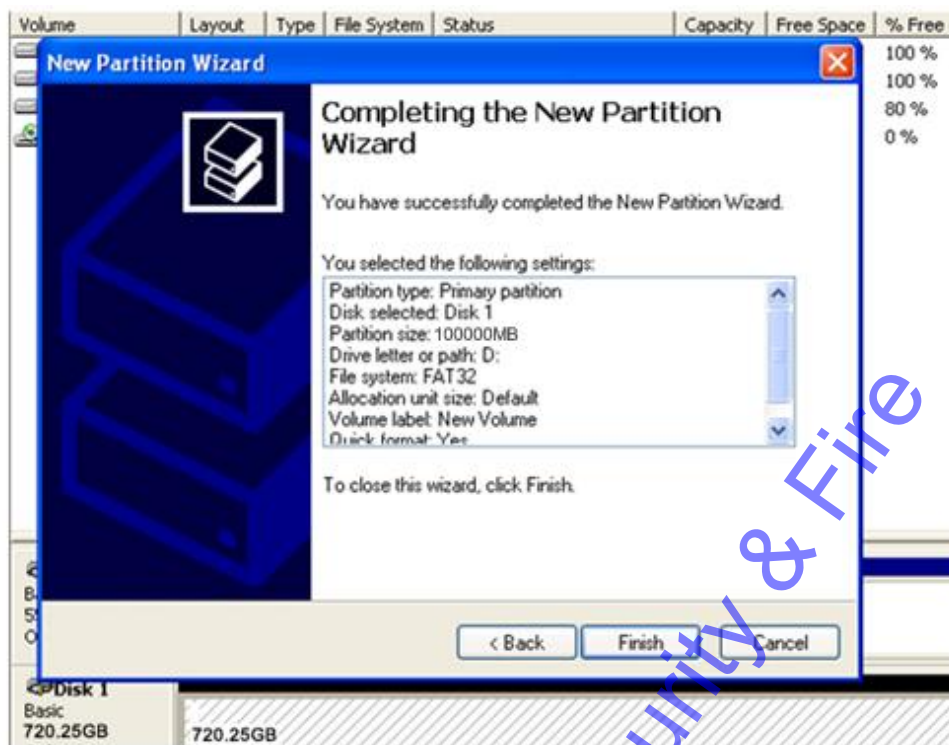 Volume Layout Type File System Status Capacity Free Space % Free
100 %
100 %
80 %
0 %
New Partition Wizard
Completing the New Partition
Wizard
You have successfully completed the New Partition Wizard.
You selected the following settings:
Partition type: Primary partition
Disk selected: Disk 1
Partition size: 100000MB
Drive letter or path: D:
File system: FAT32
Allocation unit size: Default
Volume label: New Volume
Quick format: Yes
To close this wizard, click Finish.
< Back Finish Cancel
Disk 1
Basic
720.25GB
720.25GB
urity & Fire